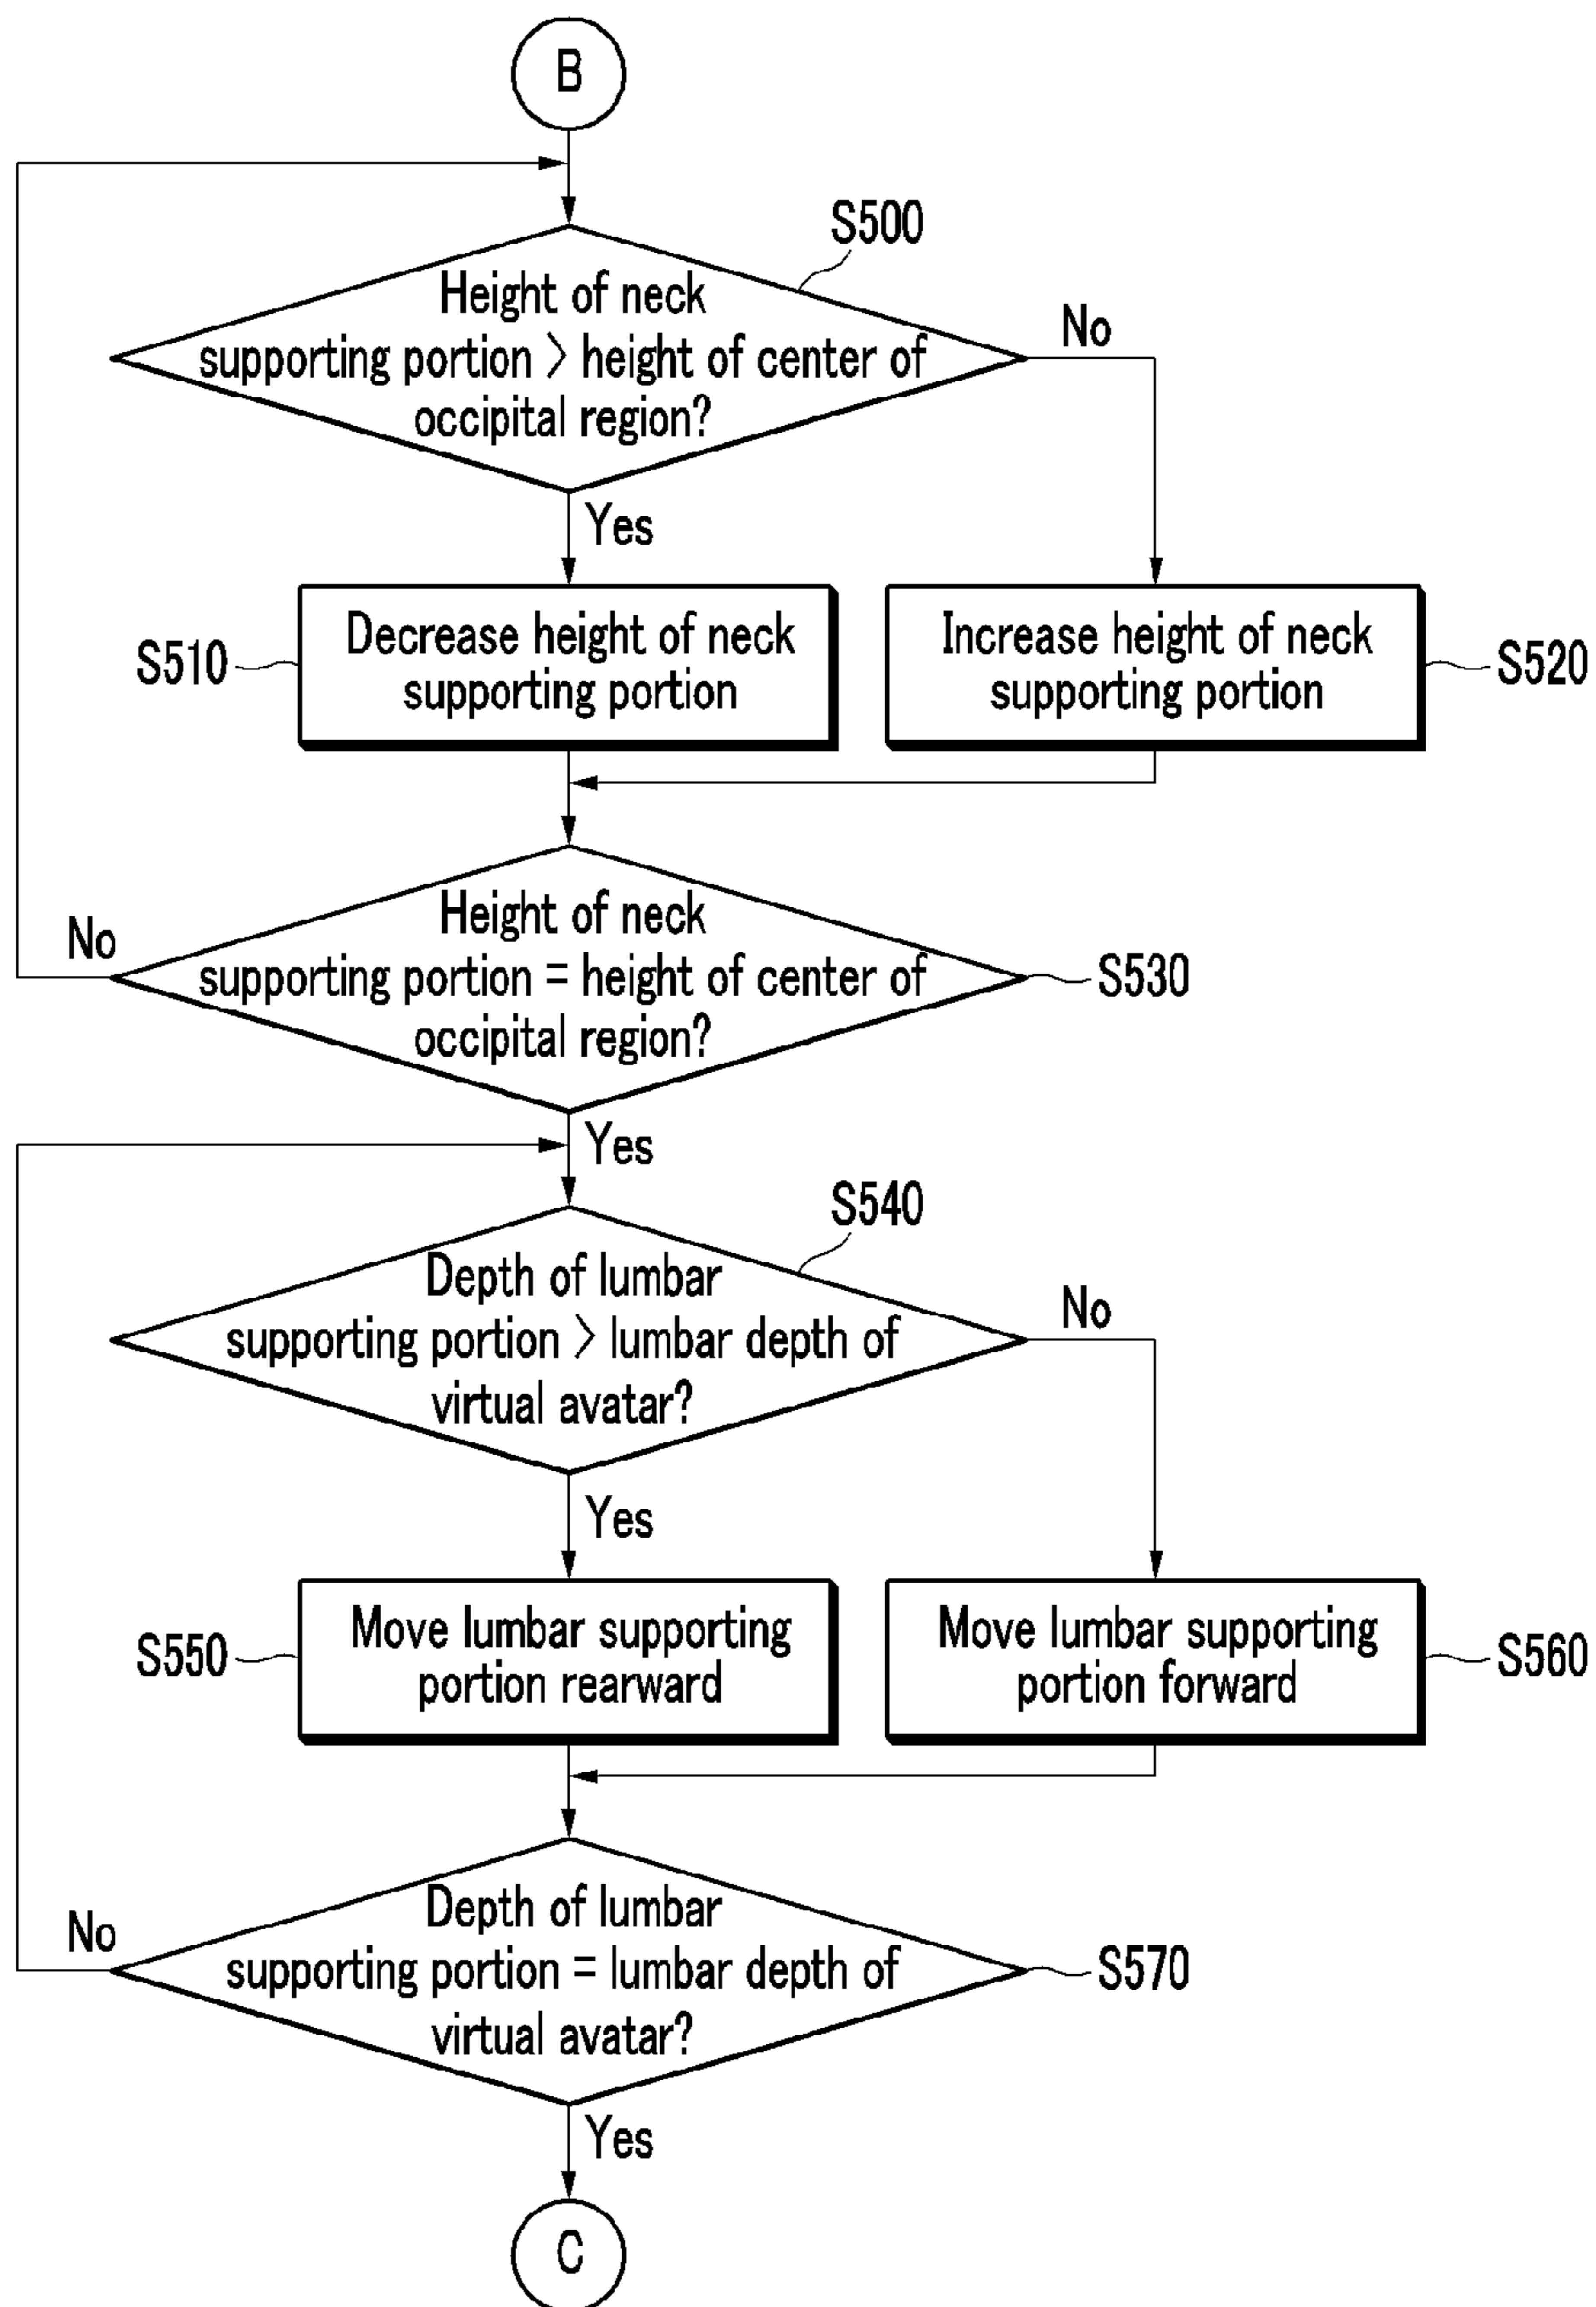 B
S500
Height of neck
supporting portion > height of center of
occipital region?
No
Yes
S510
Decrease height of neck
supporting portion
Increase height of neck
supporting portion
S520
No
Height of neck
supporting portion = height of center of
occipital region?
S530
Yes
S540
Depth of lumbar
supporting portion > lumbar depth of
virtual avatar?
No
Yes
S550
Move lumbar supporting
portion rearward
Move lumbar supporting
portion forward
S560
No
Depth of lumbar
supporting portion = lumbar depth of
virtual avatar?
S570
Yes
C